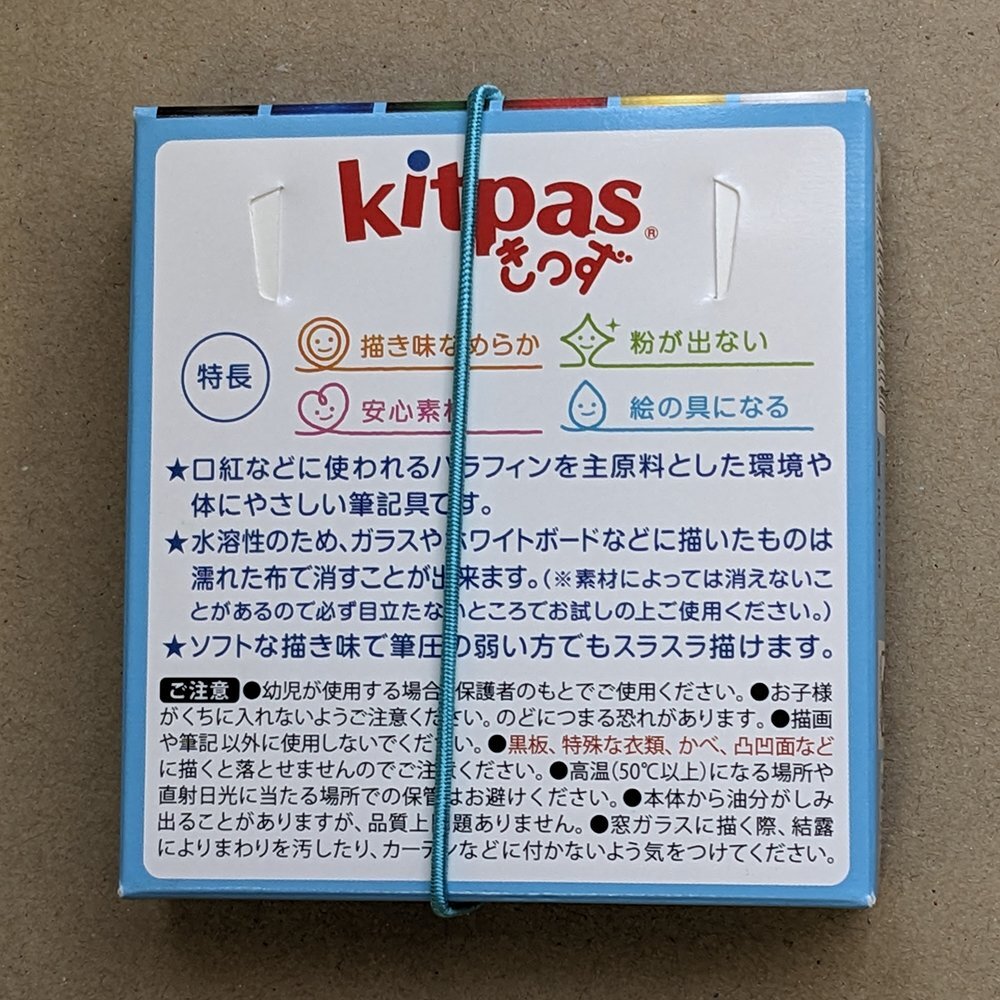 kitpas®
きっず
特長
描き味なめらか
粉が出ない
安心素材
絵の具になる
★口紅などに使われるパラフィンを主原料とした環境や
体にやさしい筆記具です。
★水溶性のため、ガラスやホワイトボードなどに描いたものは
濡れた布で消すことが出来ます。(※素材によっては消えないこ
とがあるので必ず目立たないところでお試しの上ご使用ください。)
★ソフトな描き味で筆圧の弱い方でもスラスラ描けます。
ご注意 ●幼児が使用する場合 保護者のもとでご使用ください。●お子様
がくちに入れないようご注意ください。のどにつまる恐れがあります。●描画
や筆記以外に使用しないでください。●黒板、特殊な衣類、かべ、凸凹面など
に描くと落とせませんのでご注意ください。●高温(50℃以上)になる場所や
直射日光に当たる場所での保管はお避けください。●本体から油分がしみ
出ることがありますが、品質上問題ありません。●窓ガラスに描く際、結露
によりまわりを汚したり、カーテンなどに付かないよう気をつけてください。